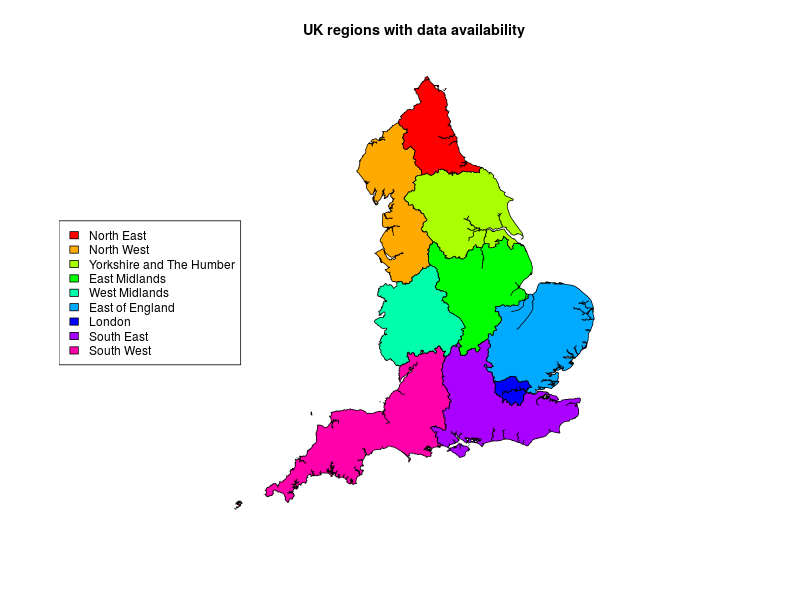 UK regions with data availability
North East
North West
Yorkshire and The Humber
East Midlands
West Midlands
East of England
London
South East
South West